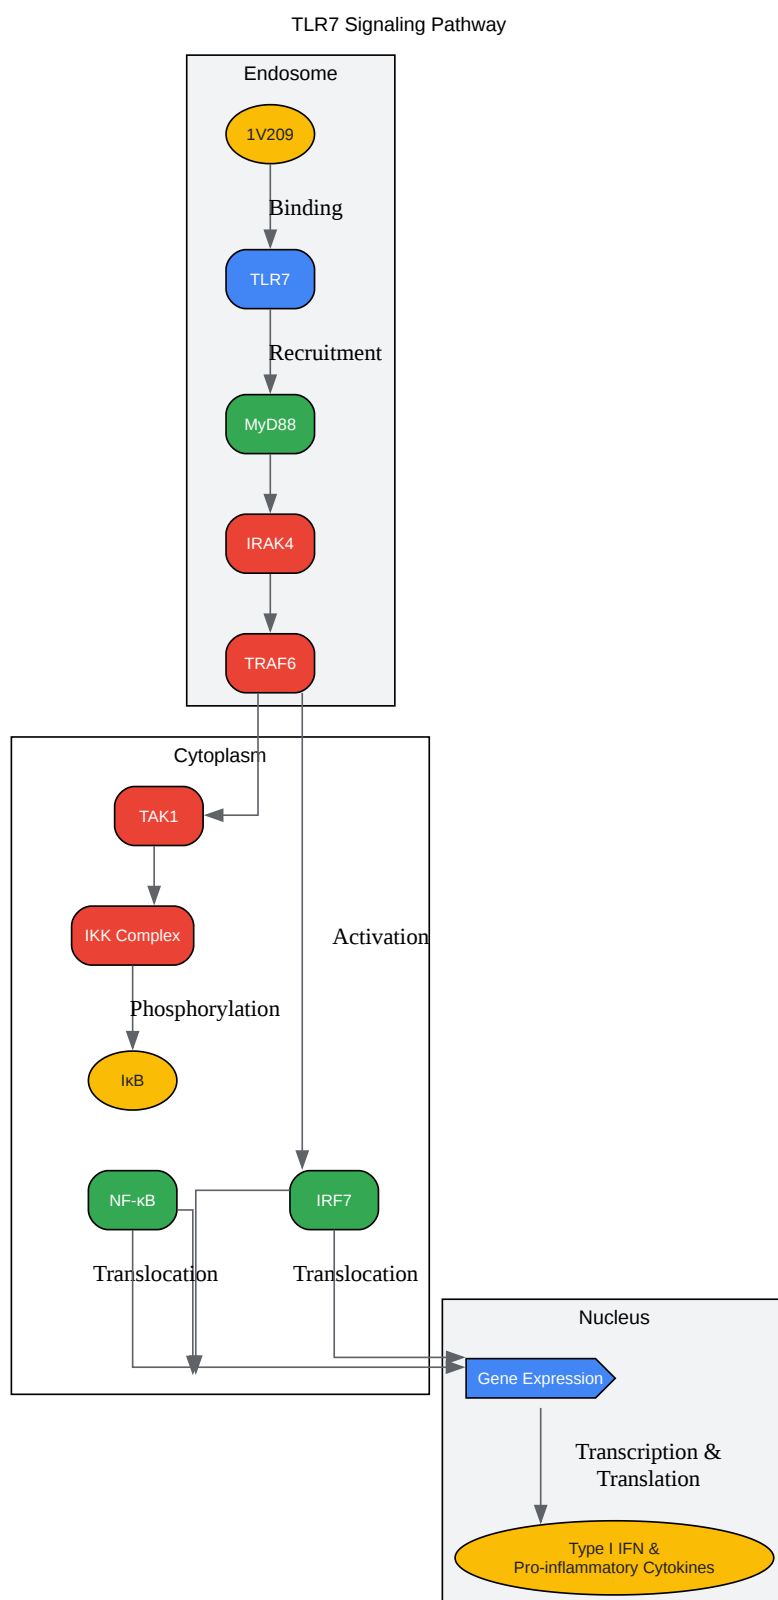 TLR7 Signaling Pathway
Endosome
1V209
Binding
TLR7
Recruitment
MyD88
IRAK4
TRAF6
Cytoplasm
TAK1
IKK Complex
Activation
Phosphorylation
IκB
NF-κB
IRF7
Translocation
Translocation
Nucleus
Gene Expression
Transcription &
Translation
Type I IFN &
Pro-inflammatory Cytokines